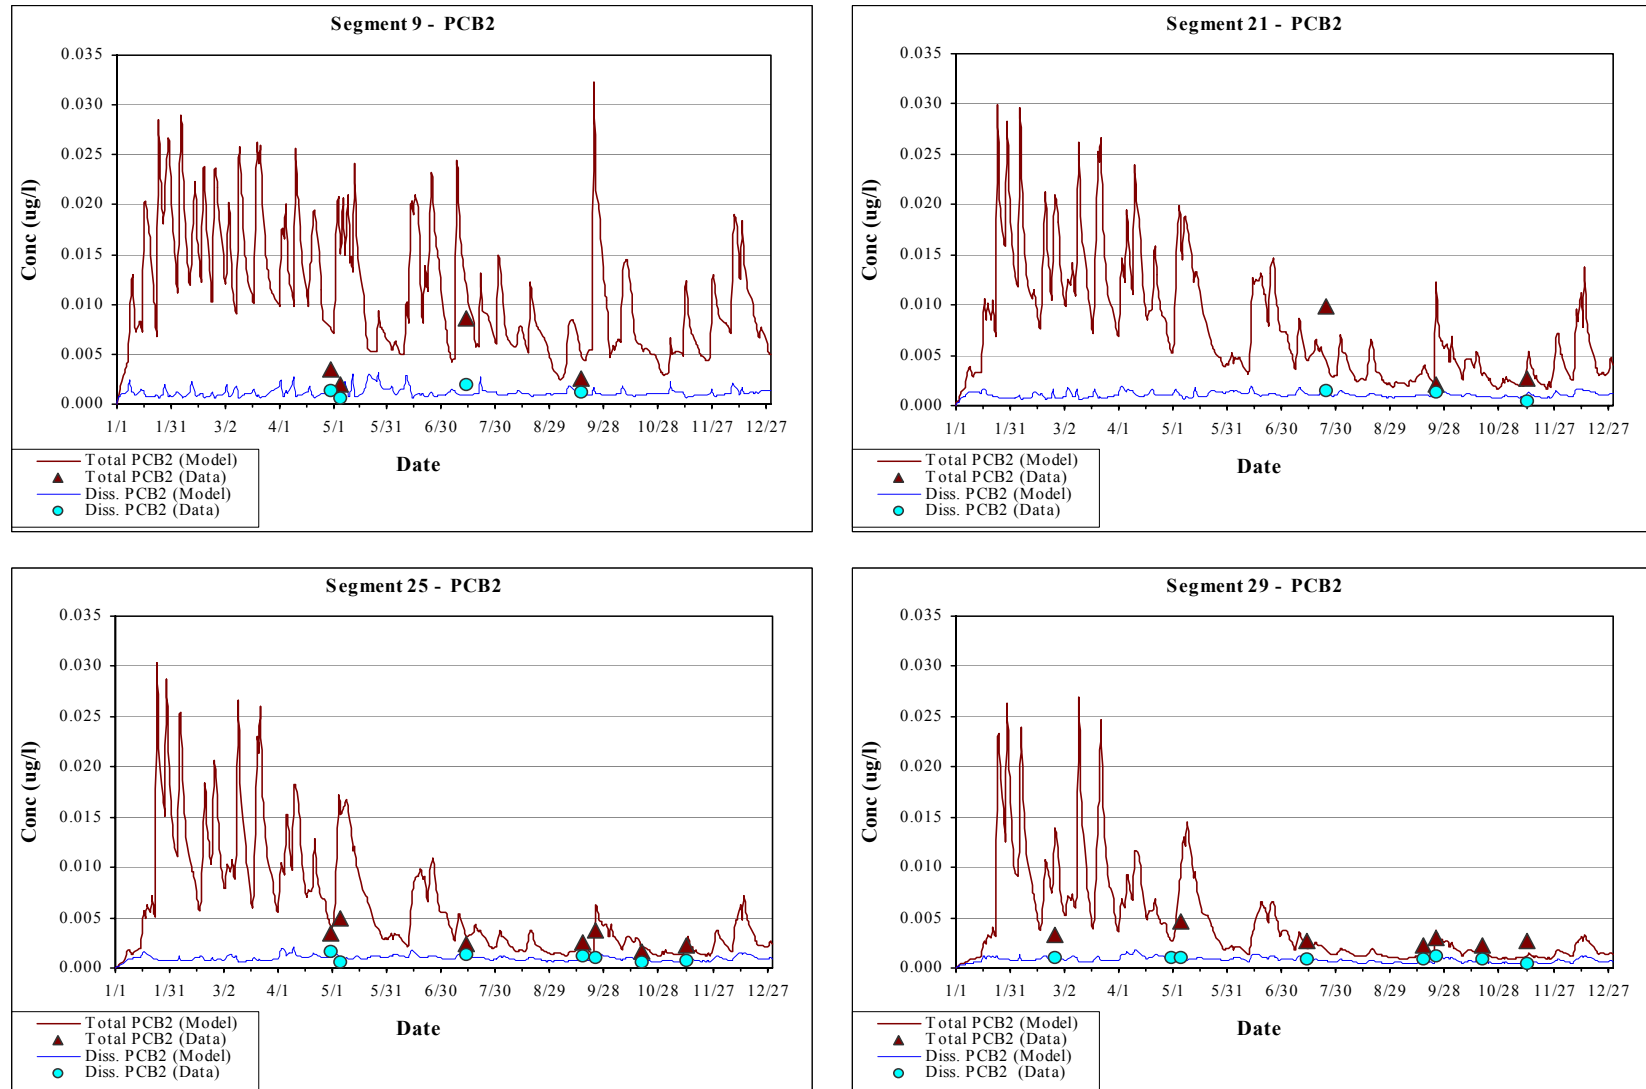 Segment 9 - PCB2
0.035
0.030
0.025
0.020
0.015
0.010
0.005
0.000
Conc (ug/l)
1/1 1/31 3/2 4/1 5/1 5/31 6/30 7/30 8/29 9/28 10/28 11/27 12/27
Date
Total PCB2 (Model)
Total PCB2 (Data)
Diss. PCB2 (Model)
Diss. PCB2 (Data)
Segment 21 - PCB2
0.035
0.030
0.025
0.020
0.015
0.010
0.005
0.000
Conc (ug/l)
1/1 1/31 3/2 4/1 5/1 5/31 6/30 7/30 8/29 9/28 10/28 11/27 12/27
Date
Total PCB2 (Model)
Total PCB2 (Data)
Diss. PCB2 (Model)
Diss. PCB2 (Data)
Segment 25 - PCB2
0.035
0.030
0.025
0.020
0.015
0.010
0.005
0.000
Conc (ug/l)
1/1 1/31 3/2 4/1 5/1 5/31 6/30 7/30 8/29 9/28 10/28 11/27 12/27
Date
Total PCB2 (Model)
Total PCB2 (Data)
Diss. PCB2 (Model)
Diss. PCB2 (Data)
Segment 29 - PCB2
0.035
0.030
0.025
0.020
0.015
0.010
0.005
0.000
Conc (ug/l)
1/1 1/31 3/2 4/1 5/1 5/31 6/30 7/30 8/29 9/28 10/28 11/27 12/27
Date
Total PCB2 (Model)
Total PCB2 (Data)
Diss. PCB2 (Model)
Diss. PCB2 (Data)